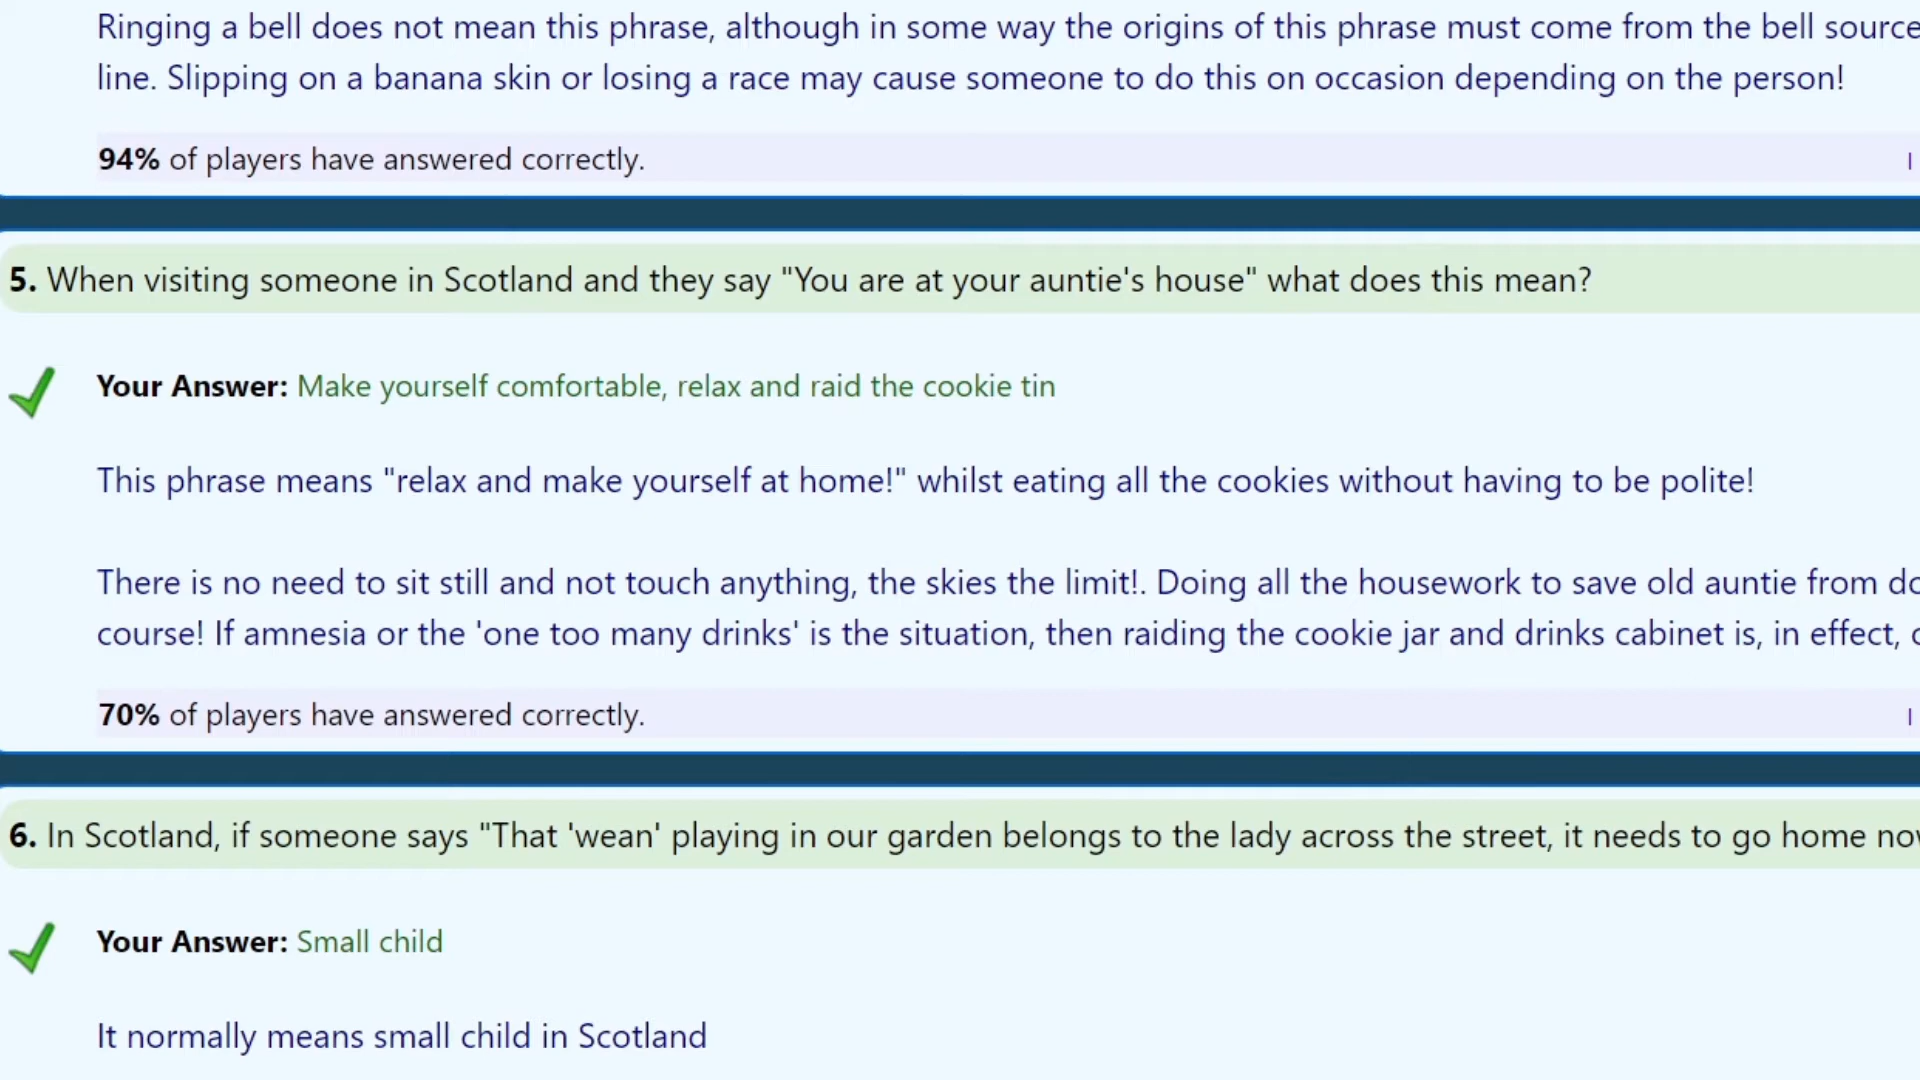 Ringing a bell does not mean this phrase, although in some way the origins of this phrase must come from the bell source
line. Slipping on a banana skin or losing a race may cause someone to do this on occasion depending on the person!
94% of players have answered correctly.
5. When visiting someone in Scotland and they say "You are at your auntie's house" what does this mean?
Your Answer: Make yourself comfortable, relax and raid the cookie tin
This phrase means "relax and make yourself at home!" whilst eating all the cookies without having to be polite!
There is no need to sit still and not touch anything, the skies the limit!. Doing all the housework to save old auntie from
course! If amnesia or the 'one too many drinks' is the situation, then raiding the cookie jar and drinks cabinet is, in effect,
70% of players have answered correctly.
6. In Scotland, if someone says "That 'wean' playing in our garden belongs to the lady across the street, it needs to go home
Your Answer: Small child
It normally means small child in Scotland